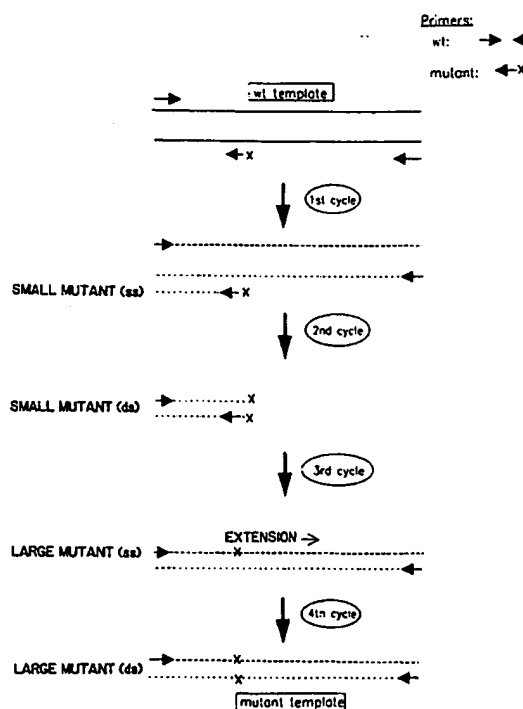 Primers:
wt:
mutant: x
wt template
x
1st cycle
SMALL MUTANT (ss) x
2nd cycle
SMALL MUTANT (ds) x
x
3rd cycle
EXTENSION
LARGE MUTANT (ss) x
4th cycle
LARGE MUTANT (ds) x
x
mutant template